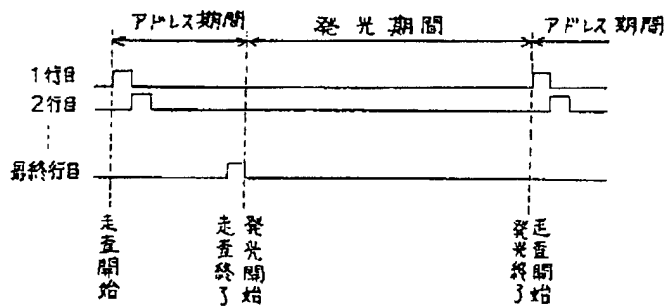 アドレス期間
発光期間
アドレス期間
1行目
2行目
最終行目
走査開始
走査終了
発光開始
発光終了
走査開始